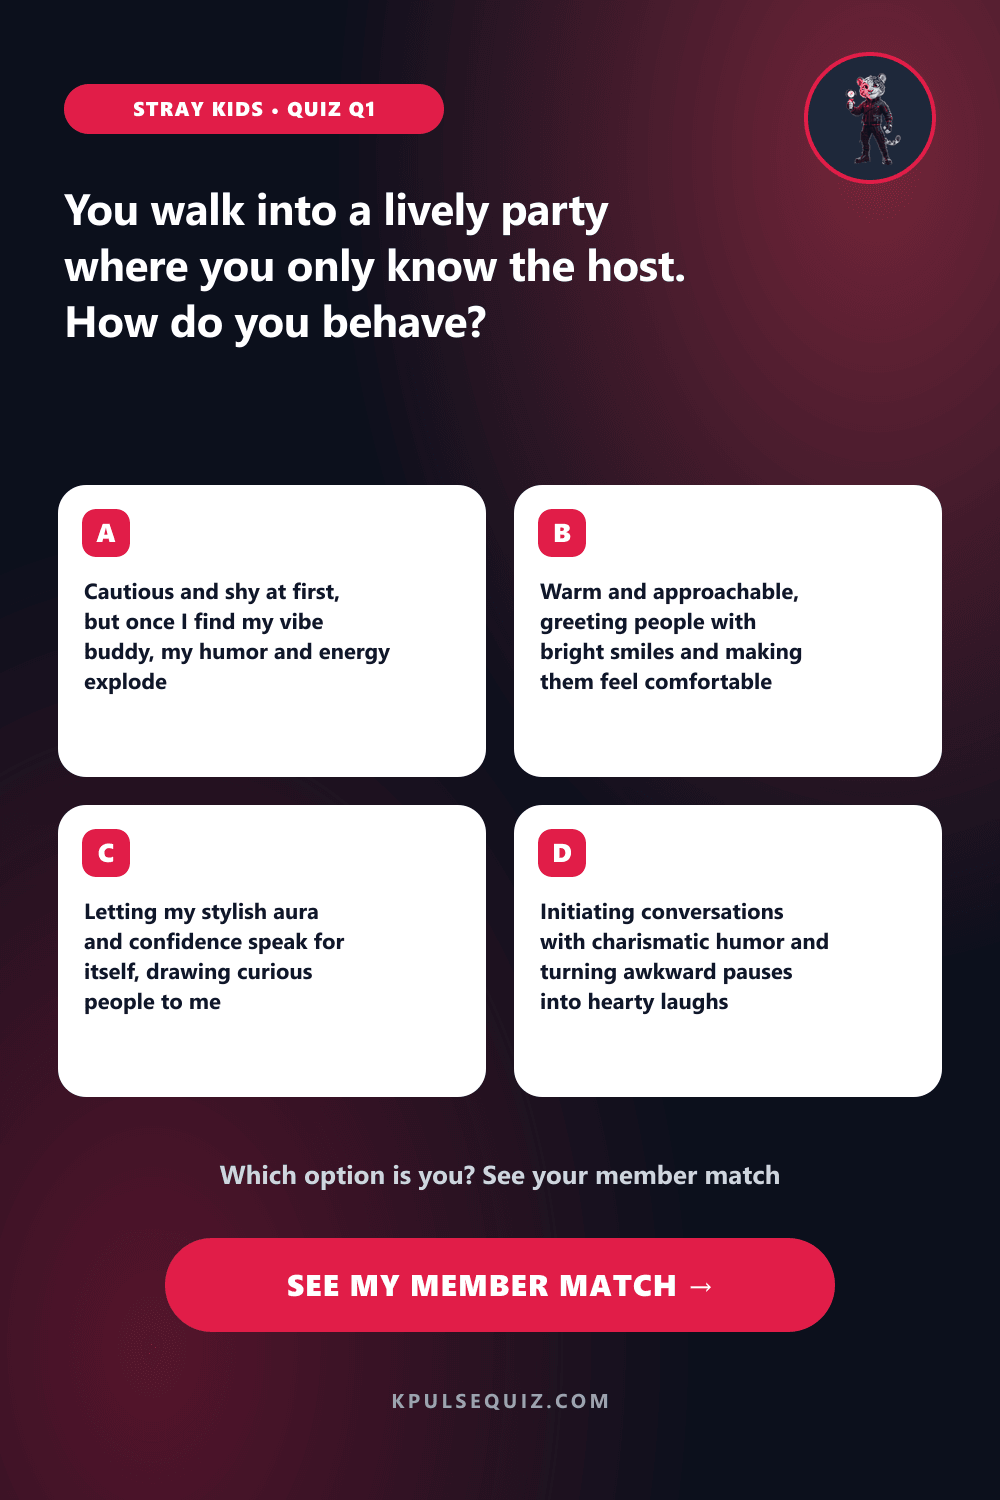 STRAY KIDS • QUIZ Q1
You walk into a lively party
where you only know the host.
How do you behave?
A
Cautious and shy at first,
but once I find my vibe
buddy, my humor and energy
explode
B
Warm and approachable,
greeting people with
bright smiles and making
them feel comfortable
C
Letting my stylish aura
and confidence speak for
itself, drawing curious
people to me
D
Initiating conversations
with charismatic humor and
turning awkward pauses
into hearty laughs
Which option is you? See your member match
SEE MY MEMBER MATCH →
KPULSEQUIZ.COM